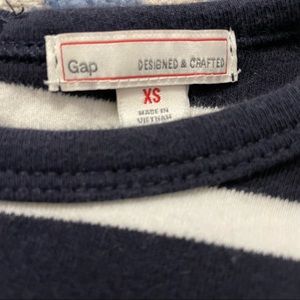 Gap DESIGNED & CRAFTED
XS
MADE IN
VIETNAM